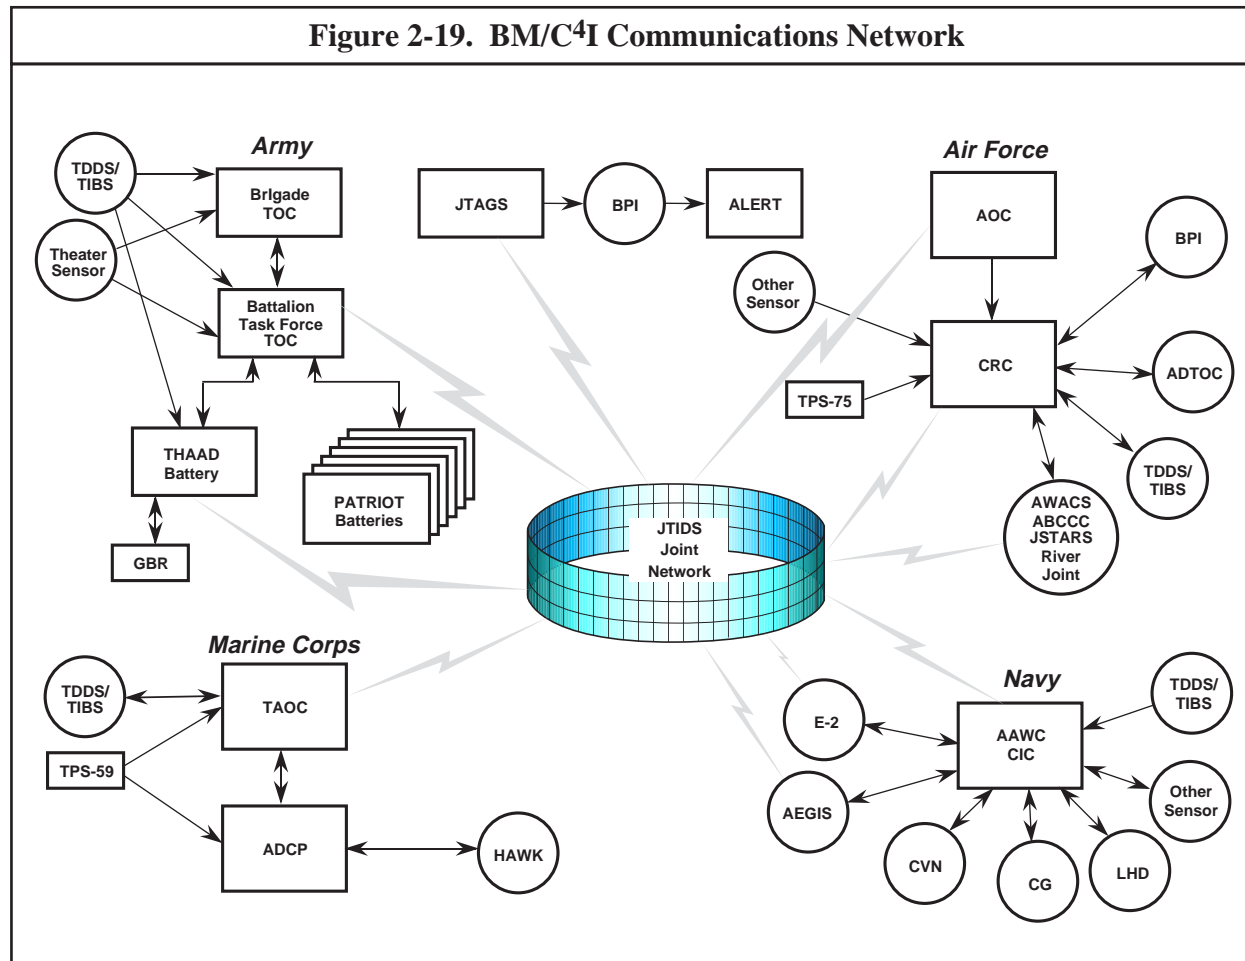 Figure 2-19. BM/C4I Communications Network
Army
TDDS/
TIBS
BrIgade
TOC
Theater
Sensor
Battalion
Task Force
TOC
THAAD
Battery
PATRIOT
Batteries
GBR
JTAGS
BPI
ALERT
Air Force
AOC
BPI
Other
Sensor
CRC
ADTOC
TPS-75
TDDS/
TIBS
AWACS
ABCCC
JSTARS
River
Joint
JTIDS
Joint
Network
Marine Corps
TDDS/
TIBS
TAOC
TPS-59
ADCP
HAWK
Navy
TDDS/
TIBS
E-2
AAWC
CIC
AEGIS
Other
Sensor
CVN
CG
LHD